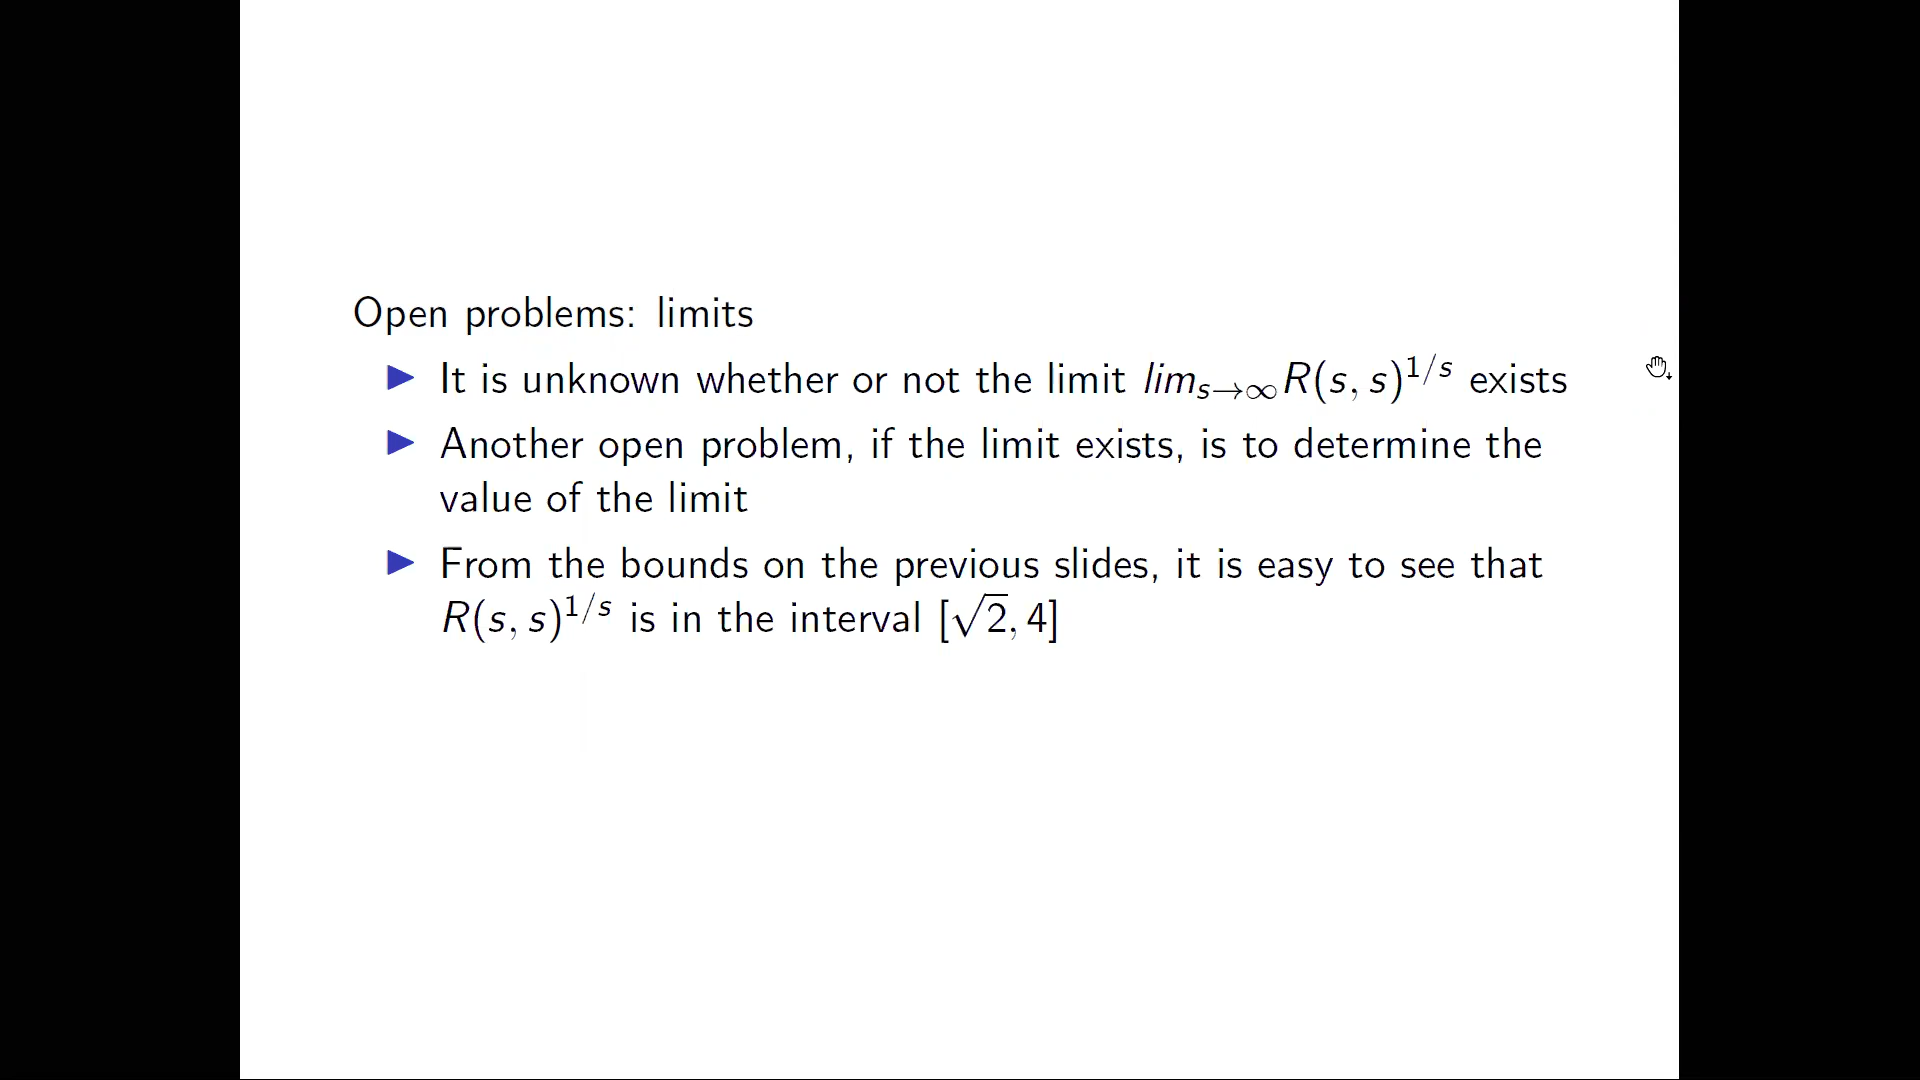 Open problems: limits
▶ It is unknown whether or not the limit lim_{s→∞} R(s, s)^{1/s} exists
▶ Another open problem, if the limit exists, is to determine the
value of the limit
▶ From the bounds on the previous slides, it is easy to see that
R(s, s)^{1/s} is in the interval [√2, 4]